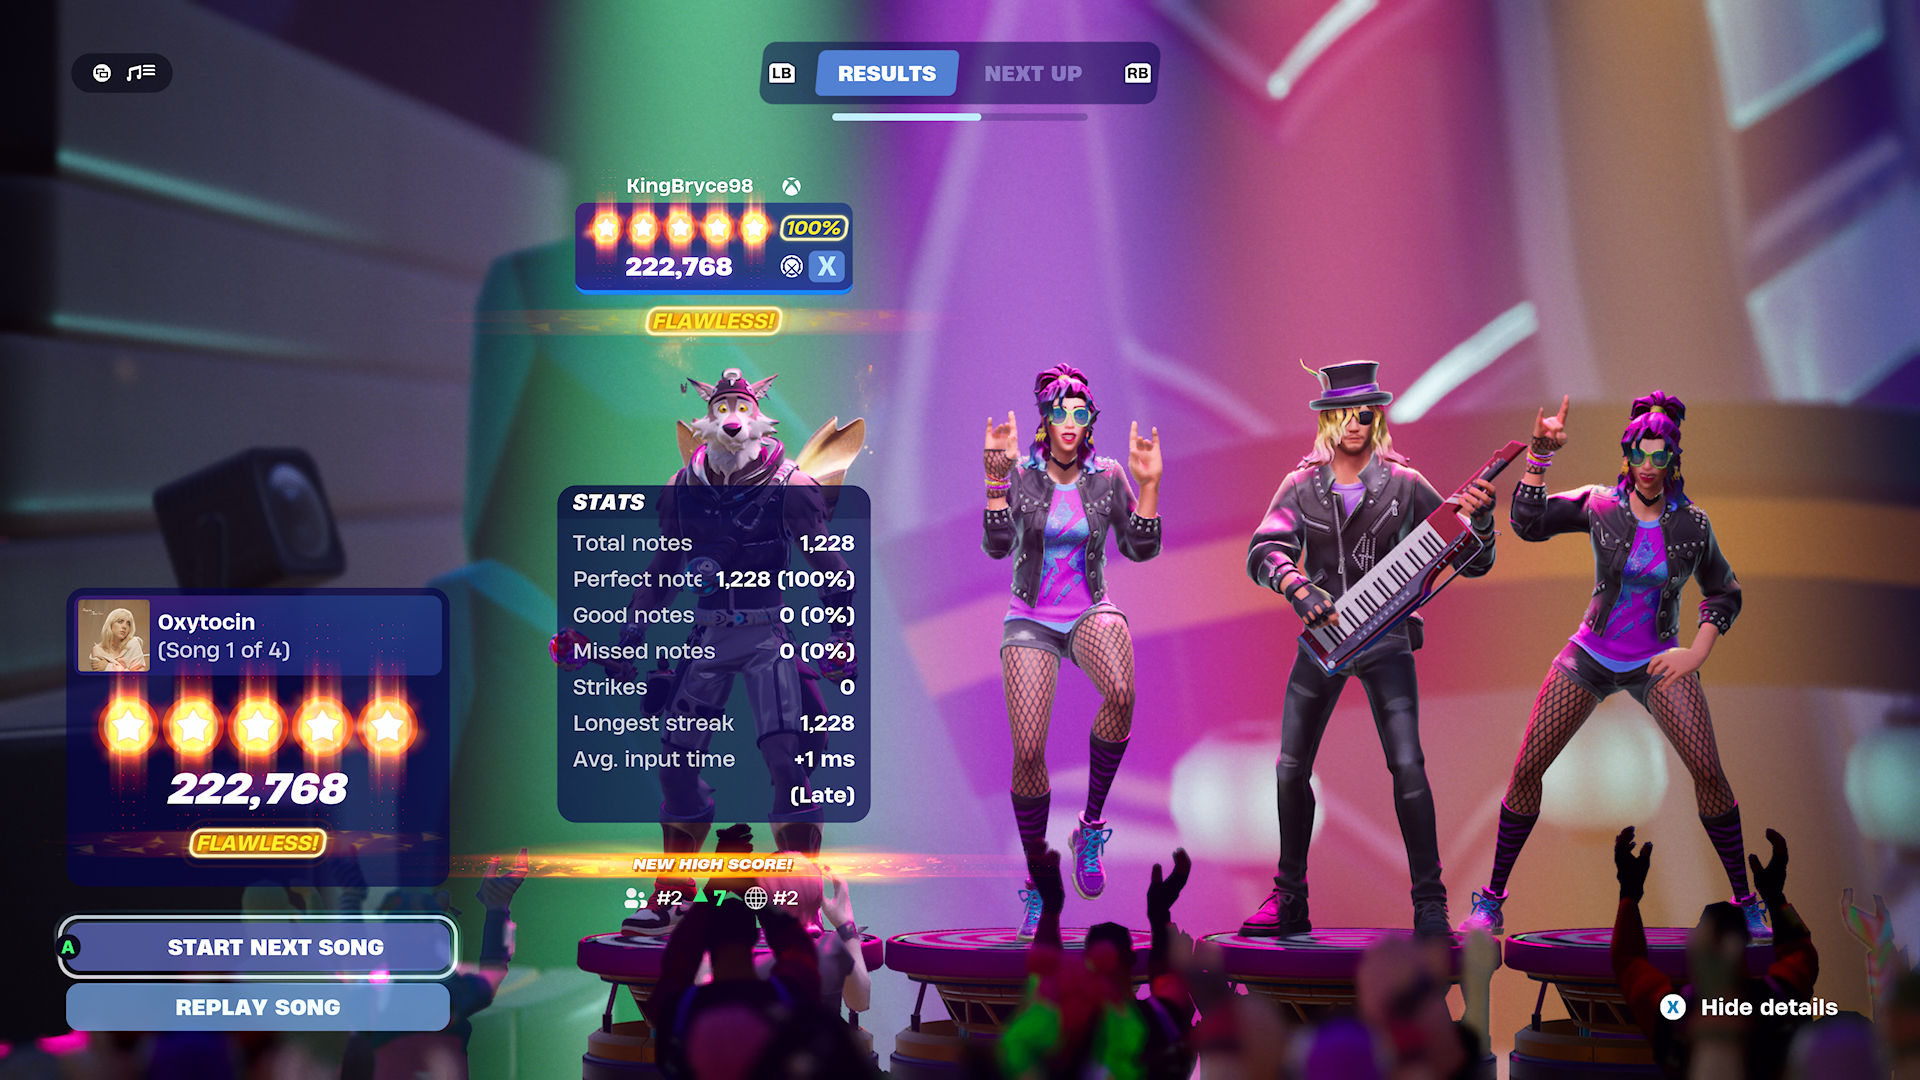 LB RESULTS NEXT UP RB
KingBryce98
100%
222,768 X
FLAWLESS!
STATS
Total notes 1,228
Perfect note 1,228 (100%)
Good notes 0 (0%)
Missed notes 0 (0%)
Strikes 0
Longest streak 1,228
Avg. input time +1 ms
(Late)
NEW HIGH SCORE!
#2 7 #2
Oxytocin
(Song 1 of 4)
222,768
FLAWLESS!
A START NEXT SONG
REPLAY SONG
X Hide details